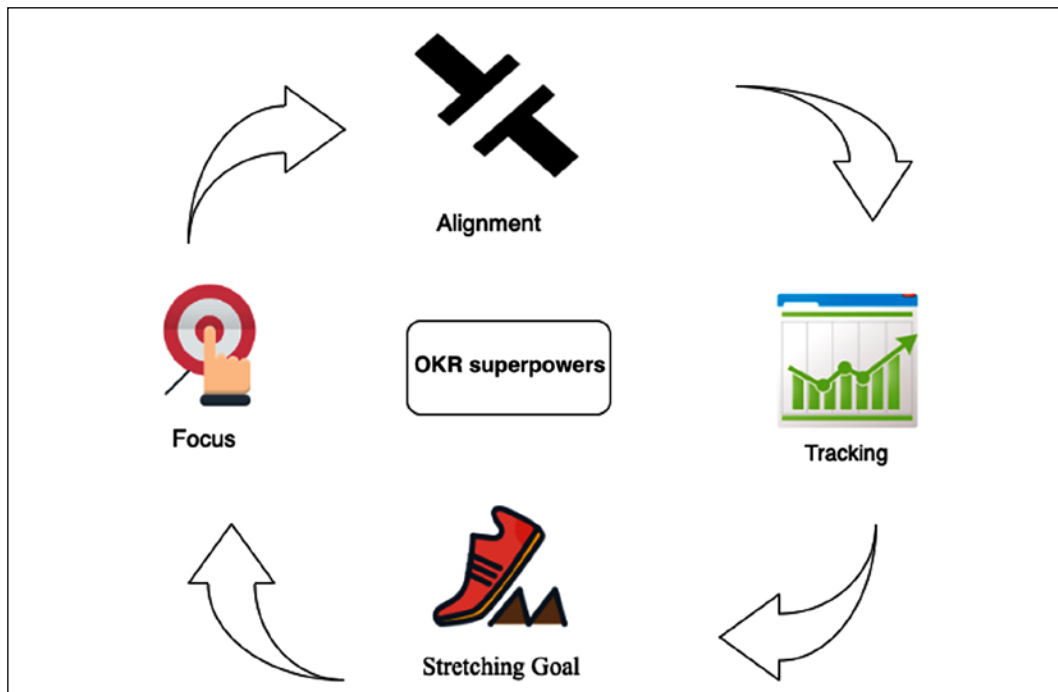 Alignment
OKR superpowers
Focus
Tracking
Stretching Goal